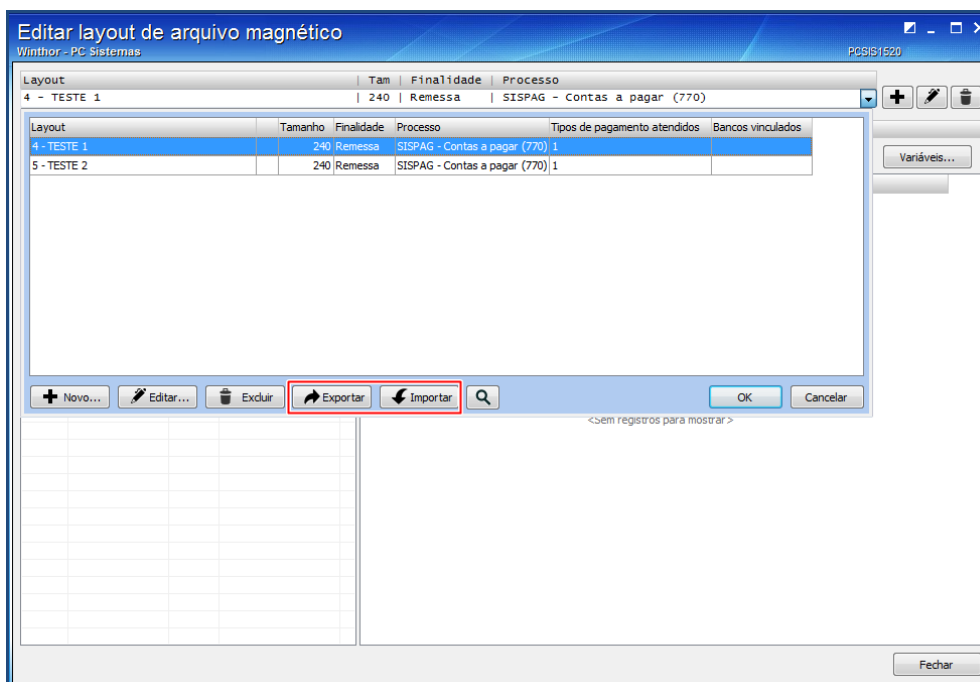 Editar layout de arquivo magnético
Winthor - PC Sistemas PCSIS1520
Layout | Tam | Finalidade | Processo
4 - TESTE 1 | 240 | Remessa | SISPAG - Contas a pagar (770)
Layout Tamanho Finalidade Processo Tipos de pagamento atendidos Bancos vinculados
4 - TESTE 1 240 Remessa SISPAG - Contas a pagar (770) 1
5 - TESTE 2 240 Remessa SISPAG - Contas a pagar (770) 1
Variáveis...
Novo... Editar... Excluir Exportar Importar OK Cancelar
<Sem registros para mostrar>
Fechar